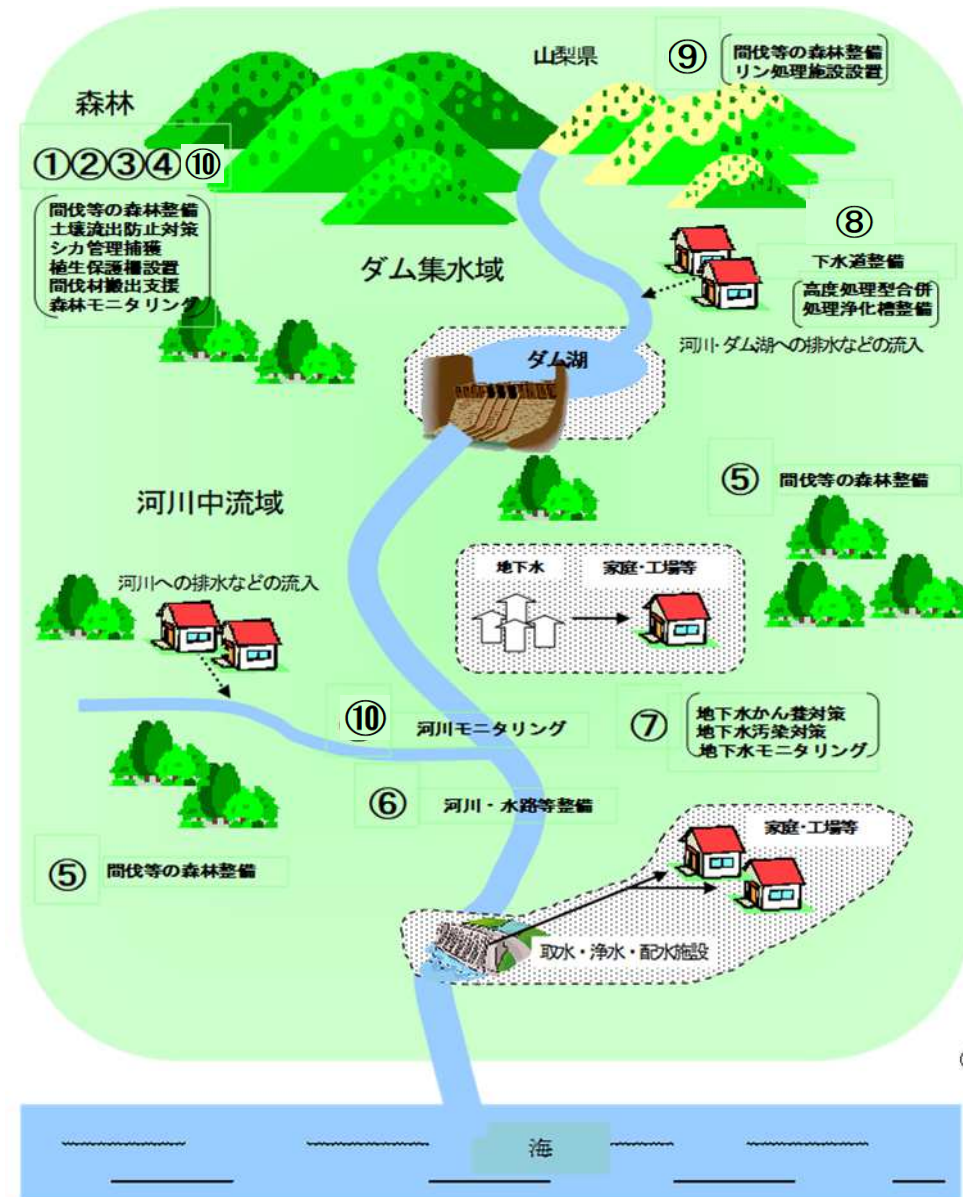 山梨県
⑨
間伐等の森林整備
リン処理施設設置
森林
①②③④⑩
間伐等の森林整備
土壌流出防止対策
シカ管理捕獲
植生保護柵設置
間伐材搬出支援
森林モニタリング
⑧
下水道整備
高度処理型合併
処理浄化槽整備
河川・ダム湖への排水などの流入
ダム集水域
ダム湖
⑤
間伐等の森林整備
河川中流域
河川への排水などの流入
地下水
家庭・工場等
⑩
河川モニタリング
⑦
地下水かん養対策
地下水汚染対策
地下水モニタリング
⑥
河川・水路等整備
家庭・工場等
⑤
間伐等の森林整備
取水・浄水・配水施設
海